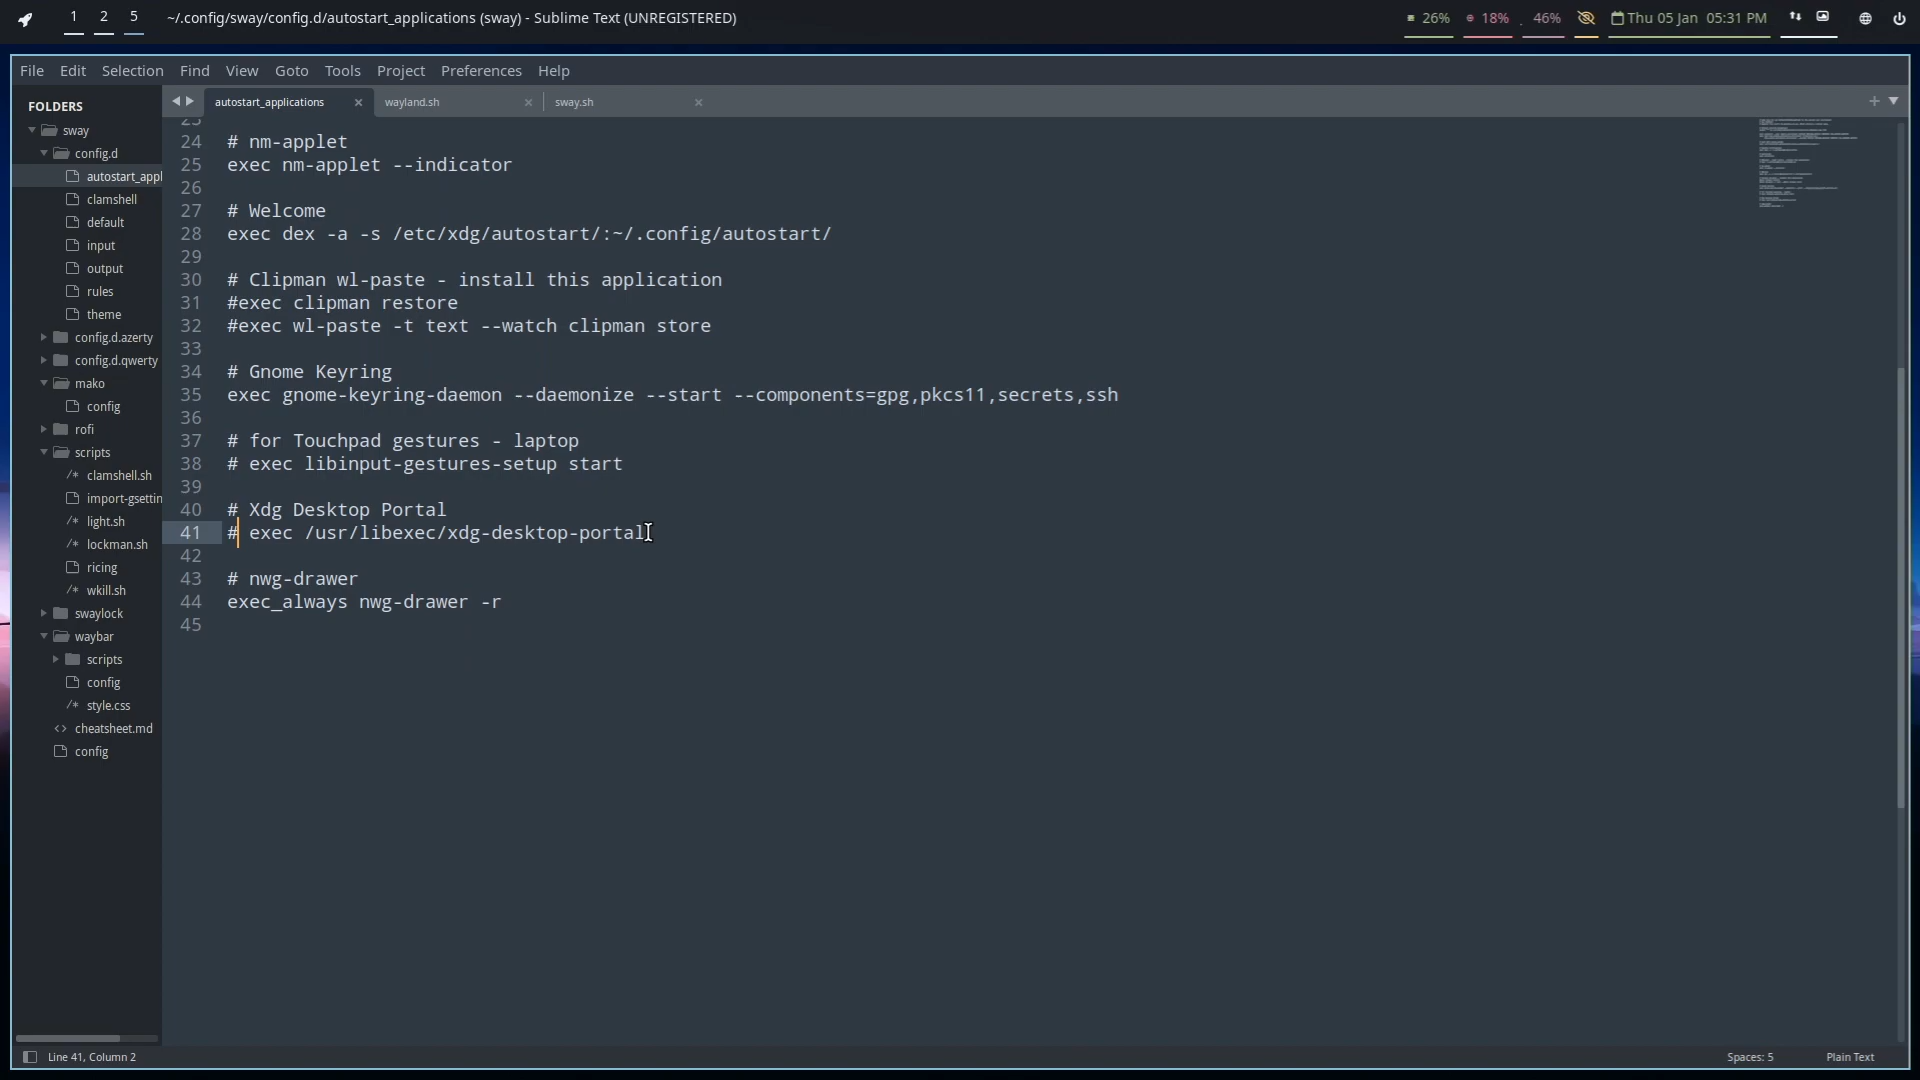 1 2 5 ~/.config/sway/config.d/autostart_applications (sway) - Sublime Text (UNREGISTERED) 26% 18% 46% Thu 05 Jan 05:31 PM
File Edit Selection Find View Goto Tools Project Preferences Help
FOLDERS
sway
config.d
autostart_appl
clamshell
default
input
output
rules
theme
config.d.azerty
config.d.qwerty
mako
config
rofi
scripts
/* clamshell.sh
import-gsettin
/* light.sh
/* lockman.sh
ricing
/* wkill.sh
swaylock
waybar
scripts
config
/* style.css
<> cheatsheet.md
config
autostart_applications × wayland.sh × sway.sh × +
23
24 # nm-applet
25 exec nm-applet --indicator
26
27 # Welcome
28 exec dex -a -s /etc/xdg/autostart/:~/.config/autostart/
29
30 # Clipman wl-paste - install this application
31 #exec clipman restore
32 #exec wl-paste -t text --watch clipman store
33
34 # Gnome Keyring
35 exec gnome-keyring-daemon --daemonize --start --components=gpg,pkcs11,secrets,ssh
36
37 # for Touchpad gestures - laptop
38 # exec libinput-gestures-setup start
39
40 # Xdg Desktop Portal
41 # exec /usr/libexec/xdg-desktop-portal
42
43 # nwg-drawer
44 exec_always nwg-drawer -r
45
Line 41, Column 2 Spaces: 5 Plain Text